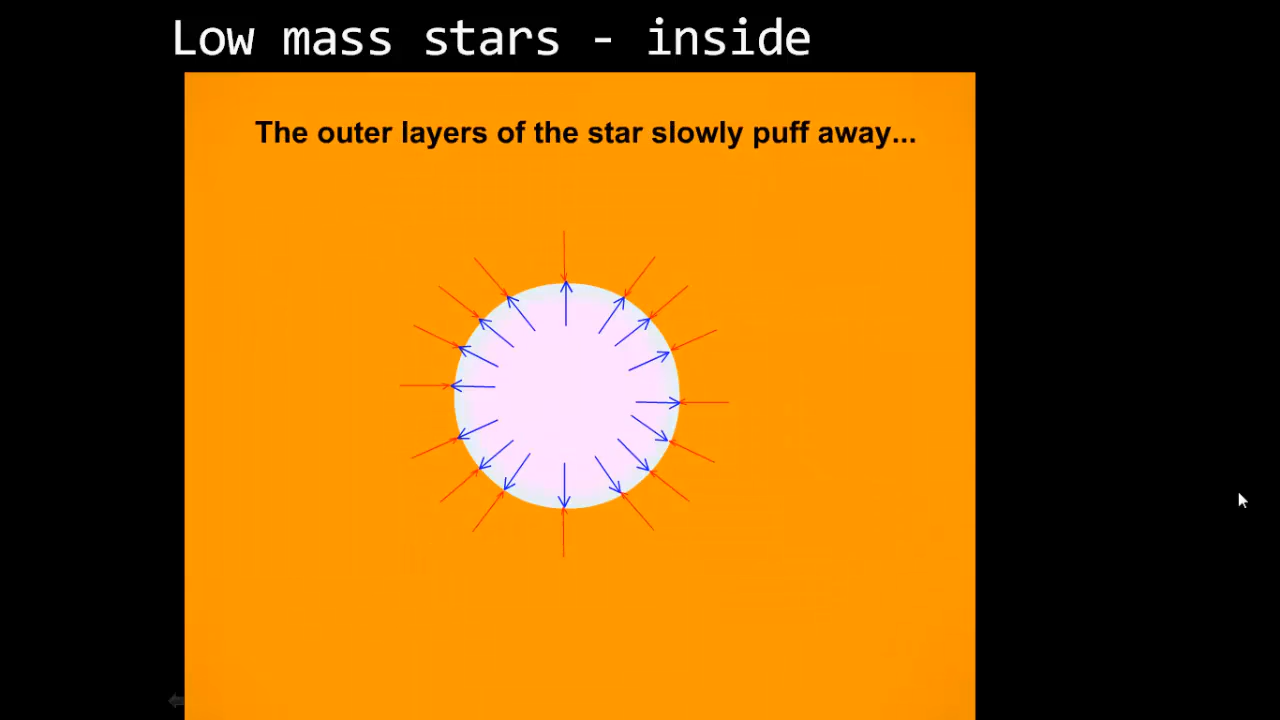 Low mass stars - inside
The outer layers of the star slowly puff away...